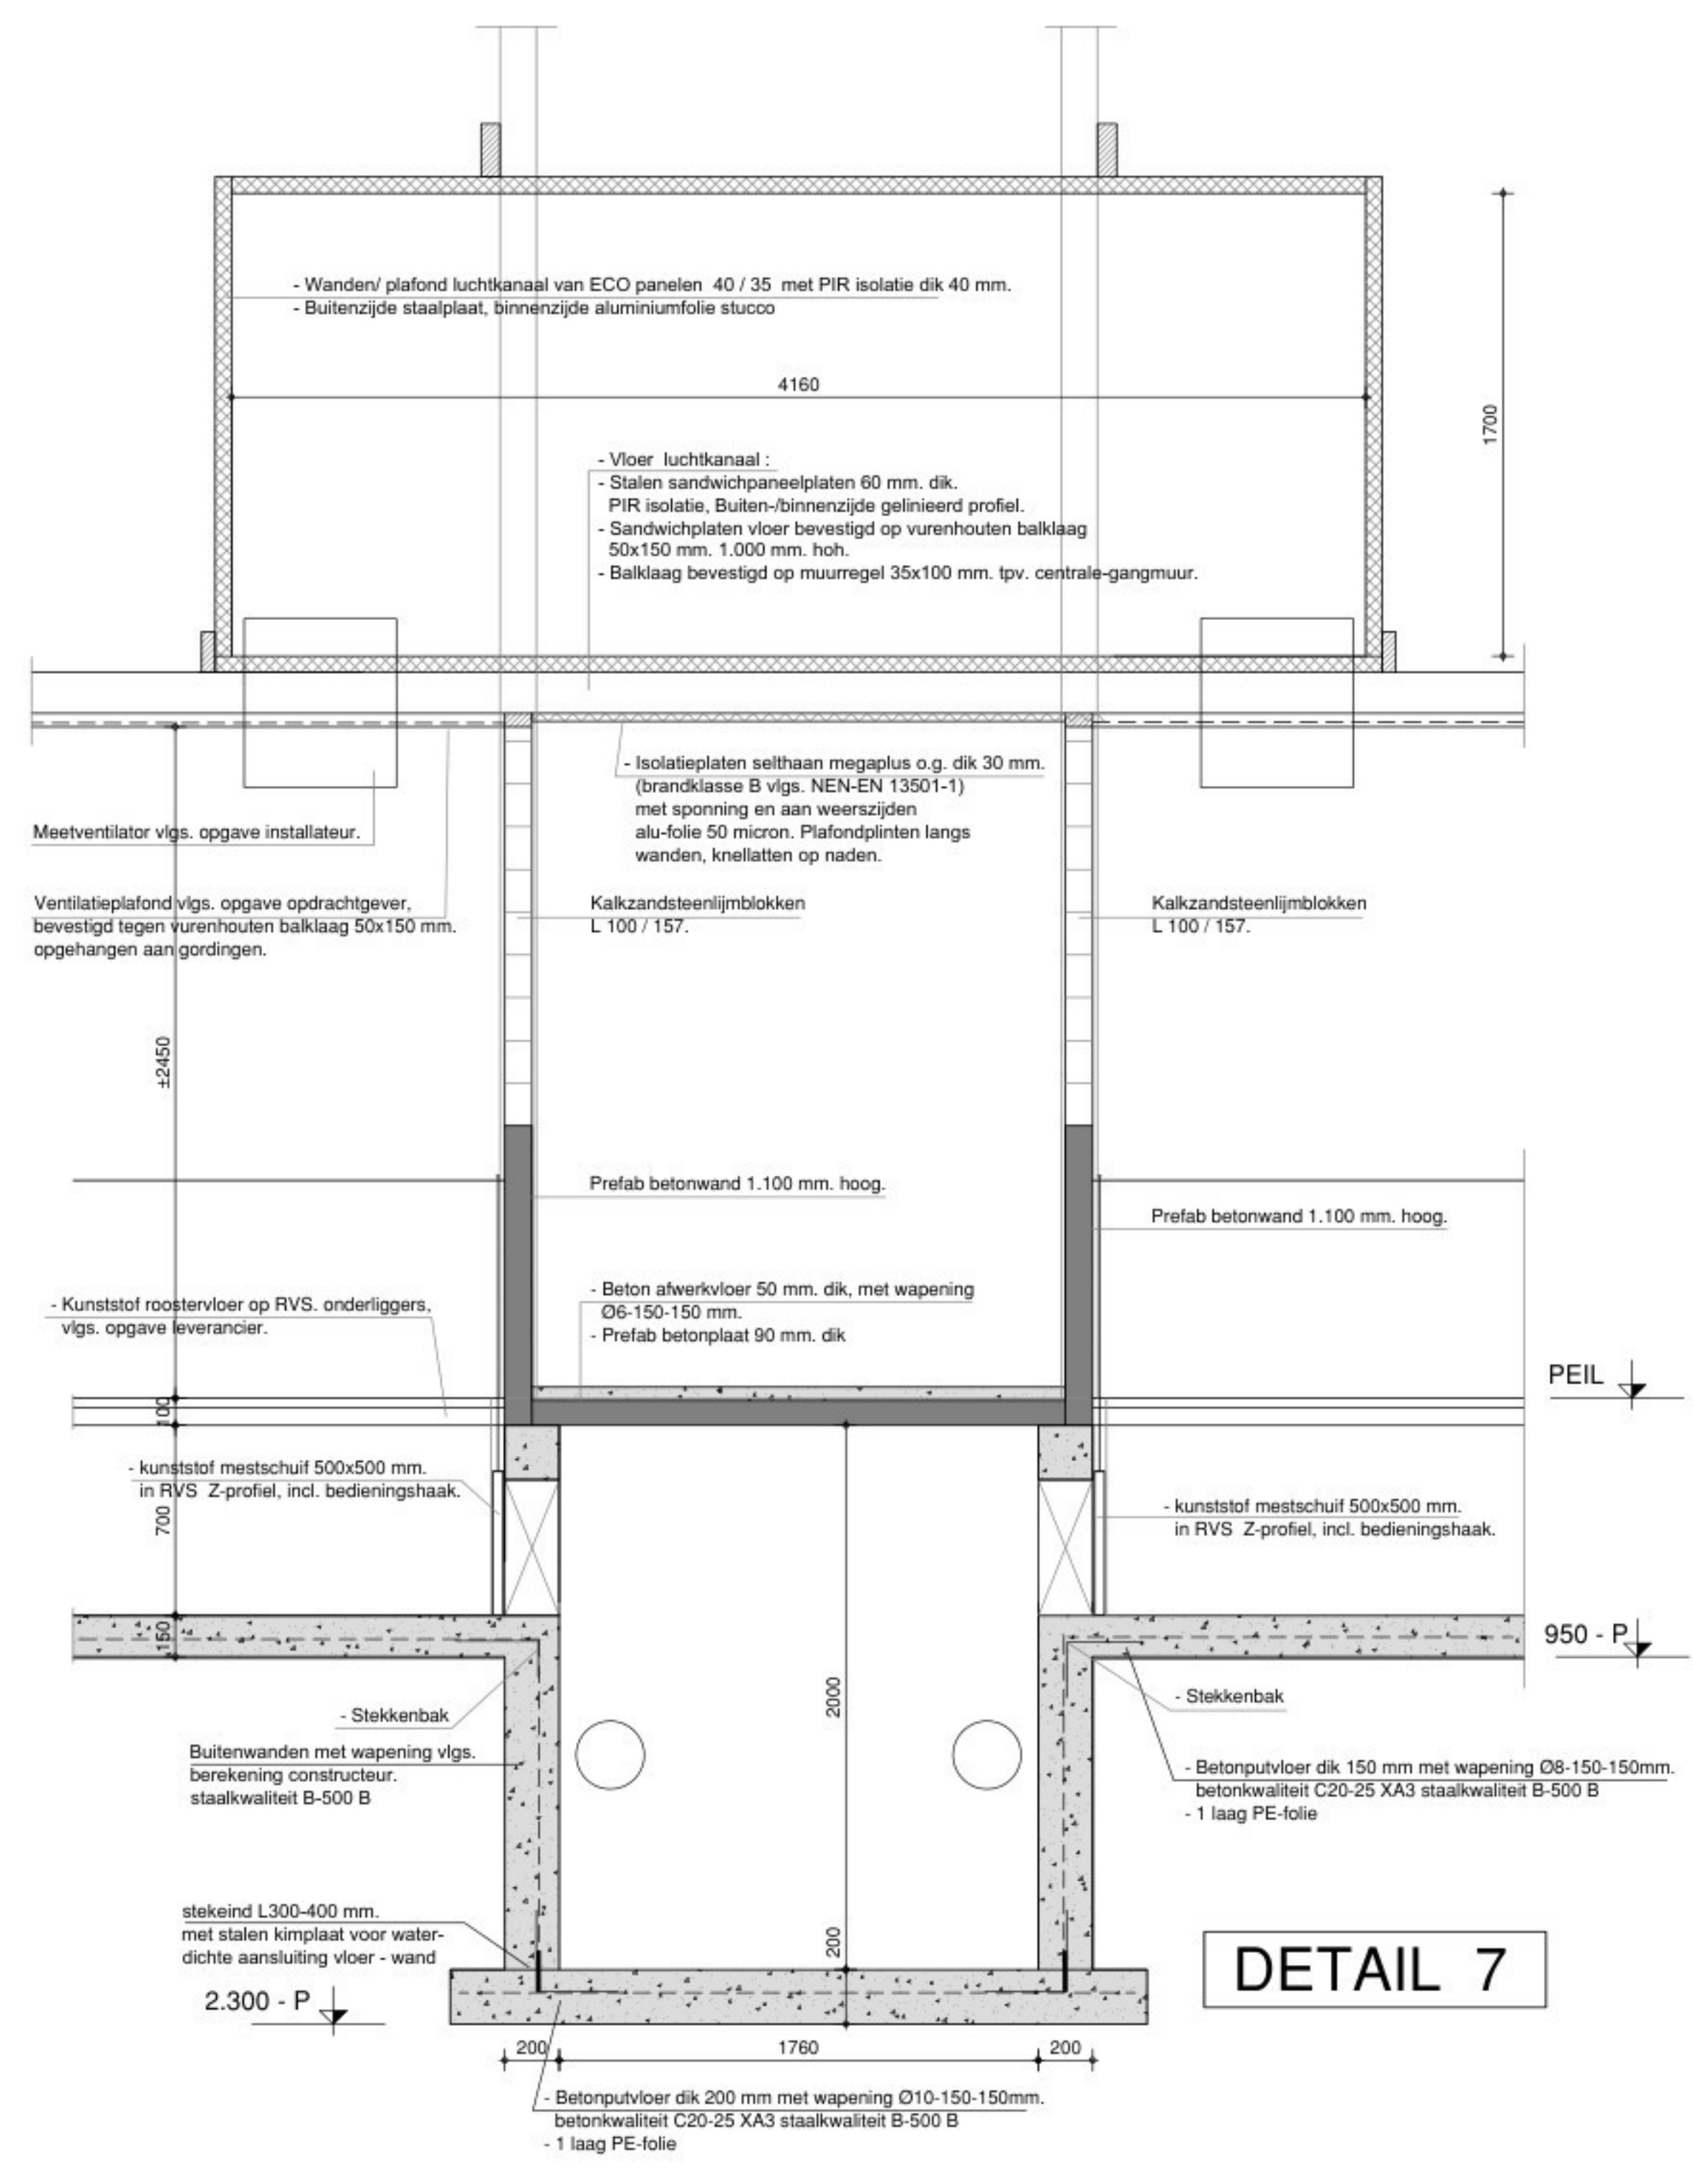 - Wanden/ plafond luchtkanaal van ECO panelen 40 / 35 met PIR isolatie dik 40 mm.
- Buitenzijde staalplaat, binnenzijde aluminiumfolie stucco
4160
1700
- Vloer luchtkanaal :
- Stalen sandwichpaneelplaten 60 mm. dik.
PIR isolatie, Buiten-/binnenzijde gelinieerd profiel.
- Sandwichplaten vloer bevestigd op vurenhouten balklaag
50x150 mm. 1.000 mm. hoh.
- Balklaag bevestigd op muurregel 35x100 mm. tpv. centrale-gangmuur.
- Isolatieplaten selthaan megaplus o.g. dik 30 mm.
(brandklasse B vlgs. NEN-EN 13501-1)
met sponning en aan weerszijden
alu-folie 50 micron. Plafondplinten langs
wanden, knellatten op naden.
Meetventilator vlgs. opgave installateur.
Ventilatieplafond vlgs. opgave opdrachtgever,
bevestigd tegen vurenhouten balklaag 50x150 mm.
opgehangen aan gordingen.
Kalkzandsteenlijmblokken
L 100 / 157.
Kalkzandsteenlijmblokken
L 100 / 157.
±2450
Prefab betonwand 1.100 mm. hoog.
Prefab betonwand 1.100 mm. hoog.
- Beton afwerkvloer 50 mm. dik, met wapening
Ø6-150-150 mm.
- Prefab betonplaat 90 mm. dik
- Kunststof roostervloer op RVS. onderliggers,
vlgs. opgave leverancier.
PEIL
100
- kunststof mestschuif 500x500 mm.
in RVS Z-profiel, incl. bedieningshaak.
700
- kunststof mestschuif 500x500 mm.
in RVS Z-profiel, incl. bedieningshaak.
150
950 - P
2000
- Stekkenbak
- Stekkenbak
Buitenwanden met wapening vlgs.
berekening constructeur.
staalkwaliteit B-500 B
- Betonputvloer dik 150 mm met wapening Ø8-150-150mm.
betonkwaliteit C20-25 XA3 staalkwaliteit B-500 B
- 1 laag PE-folie
stekeind L300-400 mm.
met stalen kimplaat voor water-
dichte aansluiting vloer - wand
200
DETAIL 7
2.300 - P
200
1760
200
- Betonputvloer dik 200 mm met wapening Ø10-150-150mm.
betonkwaliteit C20-25 XA3 staalkwaliteit B-500 B
- 1 laag PE-folie